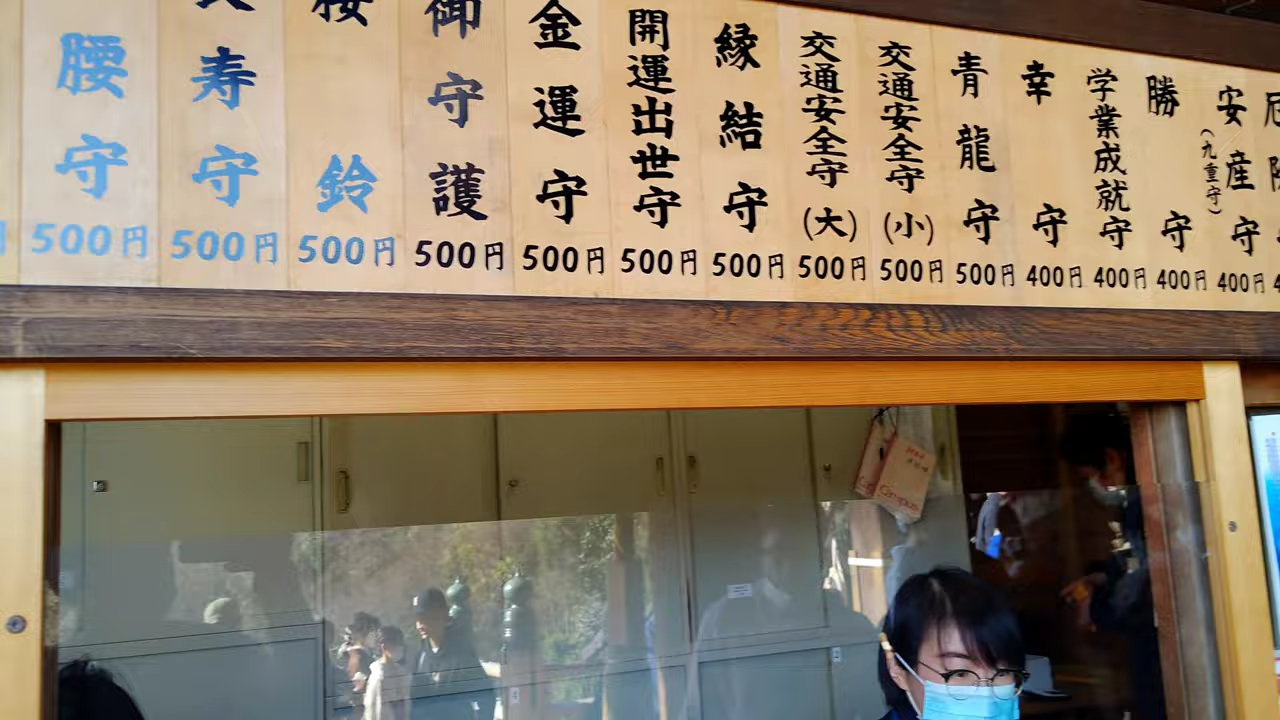 安産守
(九重守)
400円
勝守
400円
学業成就守
400円
幸守
400円
青龍守
500円
交通安全守(小)
500円
交通安全守(大)
500円
縁結守
500円
開運出世守
500円
金運守
500円
御守護
500円
桜鈴
500円
寿守
500円
腰守
500円